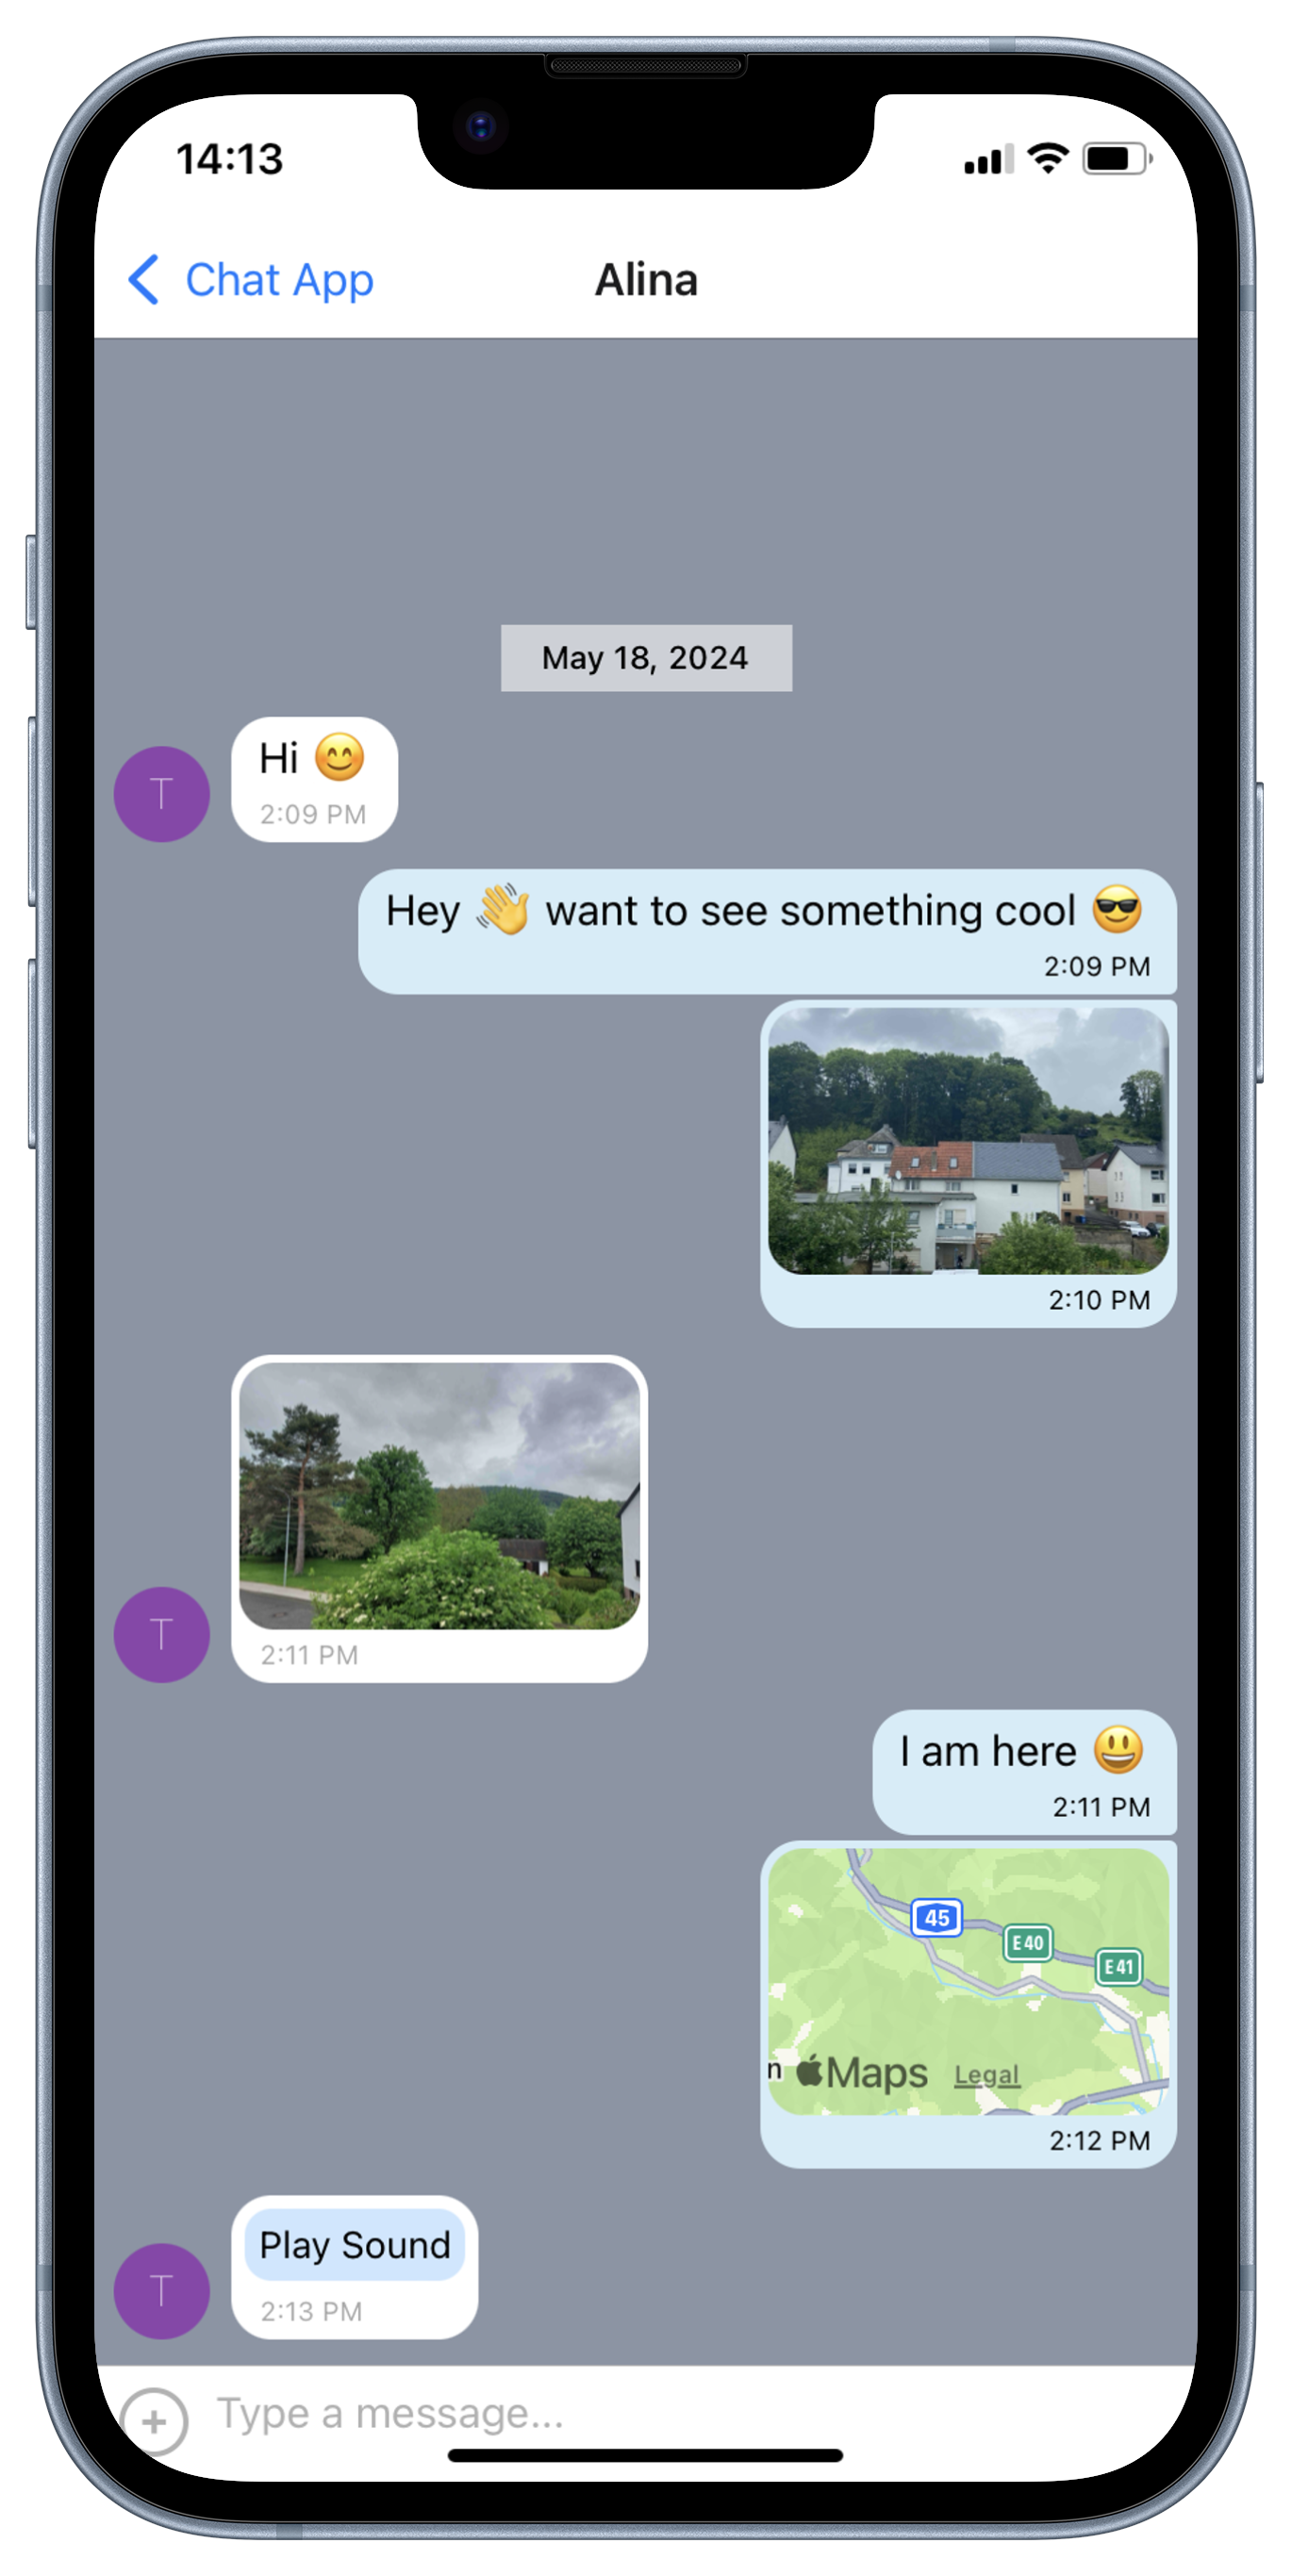 14:13
Chat App
Alina
May 18, 2024
T
Hi 😊
2:09 PM
Hey 👋 want to see something cool 😎
2:09 PM
2:10 PM
T
2:11 PM
I am here 😃
2:11 PM
45
E 40
E 41
n Maps Legal
2:12 PM
T
Play Sound
2:13 PM
+ Type a message...